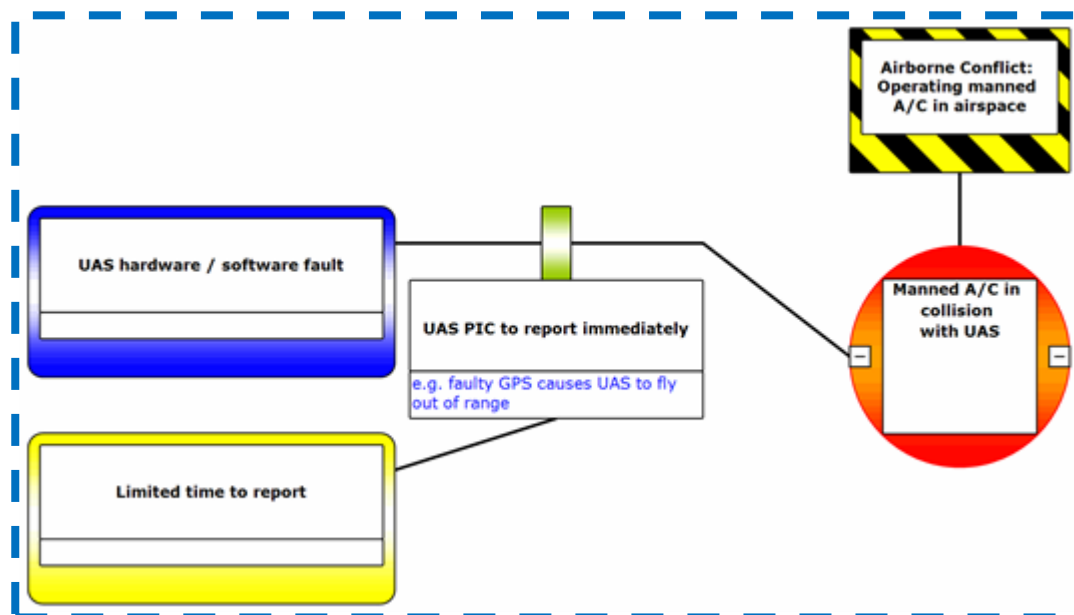 Airborne Conflict:
Operating manned
A/C in airspace
UAS hardware / software fault
UAS PIC to report immediately
e.g. faulty GPS causes UAS to fly
out of range
Manned A/C in
collision
with UAS
Limited time to report